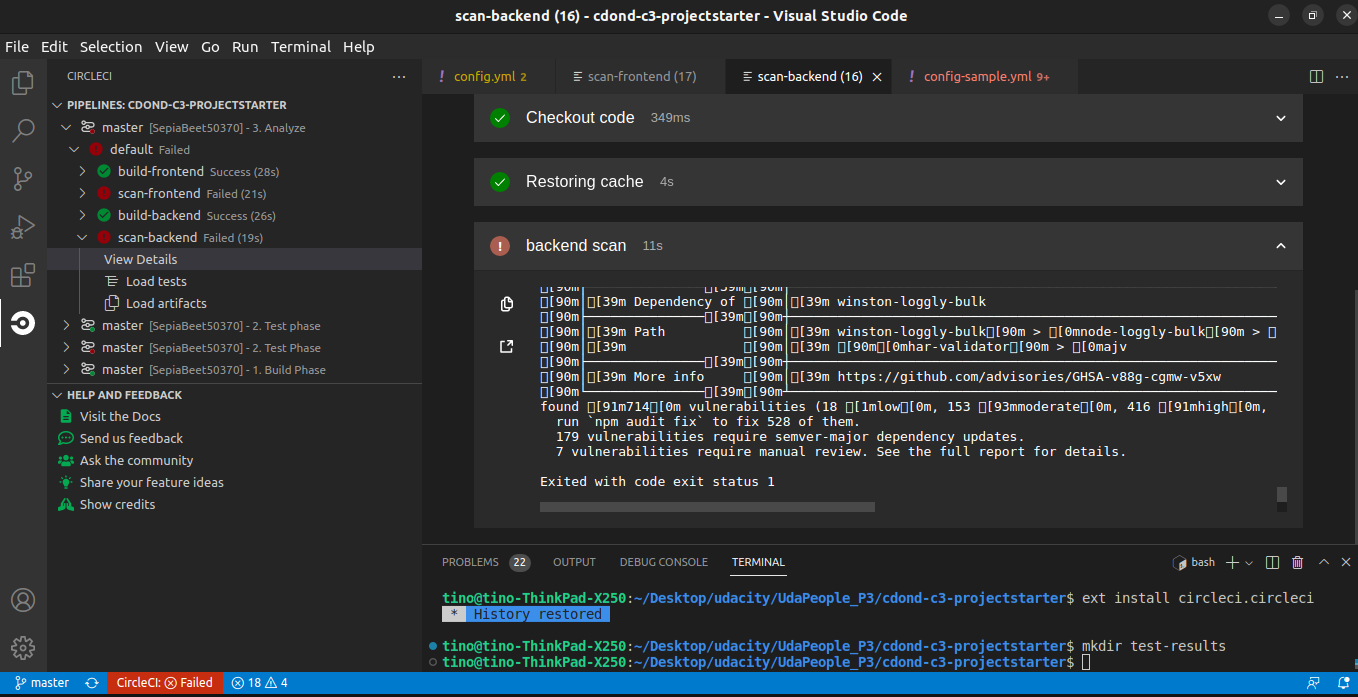 scan-backend (16) - cdond-c3-projectstarter - Visual Studio Code
File Edit Selection View Go Run Terminal Help
CIRCLECI
PIPELINES: CDOND-C3-PROJECTSTARTER
master [SepiaBeet50370] - 3. Analyze
default Failed
build-frontend Success (28s)
scan-frontend Failed (21s)
build-backend Success (26s)
scan-backend Failed (19s)
View Details
Load tests
Load artifacts
master [SepiaBeet50370] - 2. Test phase
master [SepiaBeet50370] - 2. Test Phase
master [SepiaBeet50370] - 1. Build Phase
HELP AND FEEDBACK
Visit the Docs
Send us feedback
Ask the community
Share your feature ideas
Show credits
! config.yml 2
scan-frontend (17)
scan-backend (16)
! config-sample.yml 9+
Checkout code 349ms
Restoring cache 4s
backend scan 11s
[90m│ [39m Dependency of [90m│ [39m winston-loggly-bulk
[90m├ [39m[90m┼
[90m│ [39m Path [90m│ [39m winston-loggly-bulk[90m > [0mnode-loggly-bulk[90m >
[90m│ [39m [90m│ [39m [90m[0mhar-validator[90m > [0majv
[90m├ [39m[90m┼
[90m│ [39m More info [90m│ [39m https://github.com/advisories/GHSA-v88g-cgmw-v5xw
[90m└ [39m[90m┴
found [91m714[0m vulnerabilities (18 [1mlow[0m, 153 [93mmoderate[0m, 416 [91mhigh[0m,
run `npm audit fix` to fix 528 of them.
179 vulnerabilities require semver-major dependency updates.
7 vulnerabilities require manual review. See the full report for details.
Exited with code exit status 1
PROBLEMS 22 OUTPUT DEBUG CONSOLE TERMINAL
bash
tino@tino-ThinkPad-X250:~/Desktop/udacity/UdaPeople_P3/cdond-c3-projectstarter$ ext install circleci.circleci
* History restored
tino@tino-ThinkPad-X250:~/Desktop/udacity/UdaPeople_P3/cdond-c3-projectstarter$ mkdir test-results
tino@tino-ThinkPad-X250:~/Desktop/udacity/UdaPeople_P3/cdond-c3-projectstarter$
master CircleCI: Failed 18 4